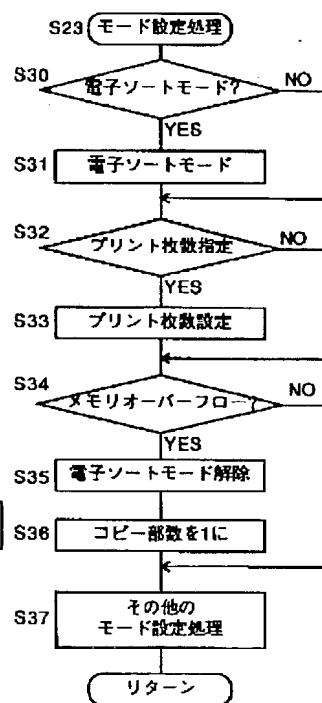 S23 モード設定処理
S30 電子ソートモード? NO
YES
S31 電子ソートモード
S32 プリント枚数指定 NO
YES
S33 プリント枚数設定
S34 メモリオーバーフロー? NO
YES
S35 電子ソートモード解除
S36 コピー部数を1に
S37 その他の
モード設定処理
リターン